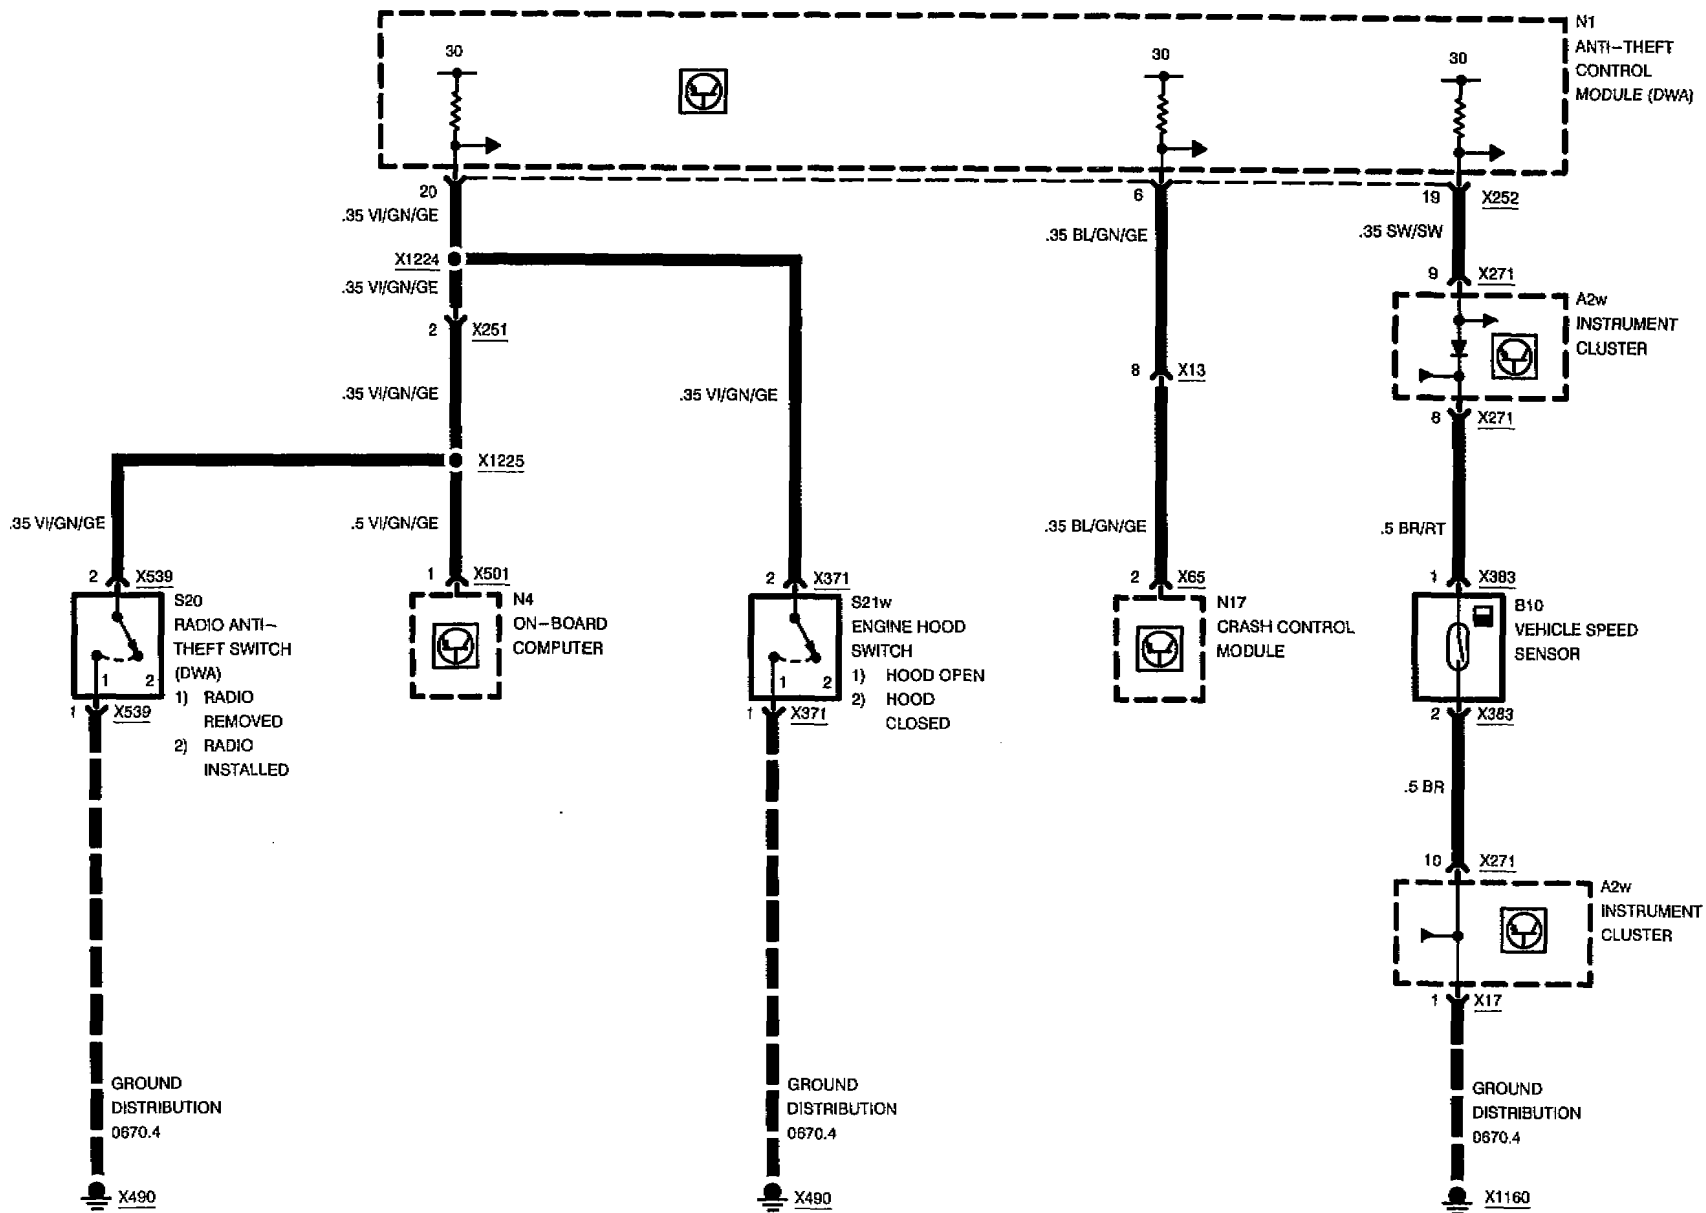 N1
ANTI-THEFT
CONTROL
MODULE (DWA)
30
30
30
20
6
19
X252
.35 VI/GN/GE
.35 BL/GN/GE
.35 SW/SW
X1224
.35 VI/GN/GE
9
X271
A2w
INSTRUMENT
CLUSTER
2
X251
8
X13
.35 VI/GN/GE
.35 VI/GN/GE
8
X271
X1225
.35 VI/GN/GE
.5 VI/GN/GE
.35 BL/GN/GE
.5 BR/RT
2
X539
1
X501
2
X371
2
X65
1
X383
S20
RADIO ANTI-
THEFT SWITCH
(DWA)
1) RADIO
REMOVED
2) RADIO
INSTALLED
1
2
N4
ON-BOARD
COMPUTER
S21w
ENGINE HOOD
SWITCH
1) HOOD OPEN
2) HOOD
CLOSED
1
2
N17
CRASH CONTROL
MODULE
B10
VEHICLE SPEED
SENSOR
1
X539
1
X371
2
X383
.5 BR
10
X271
A2w
INSTRUMENT
CLUSTER
1
X17
GROUND
DISTRIBUTION
0670.4
GROUND
DISTRIBUTION
0670.4
GROUND
DISTRIBUTION
0670.4
X490
X490
X1160